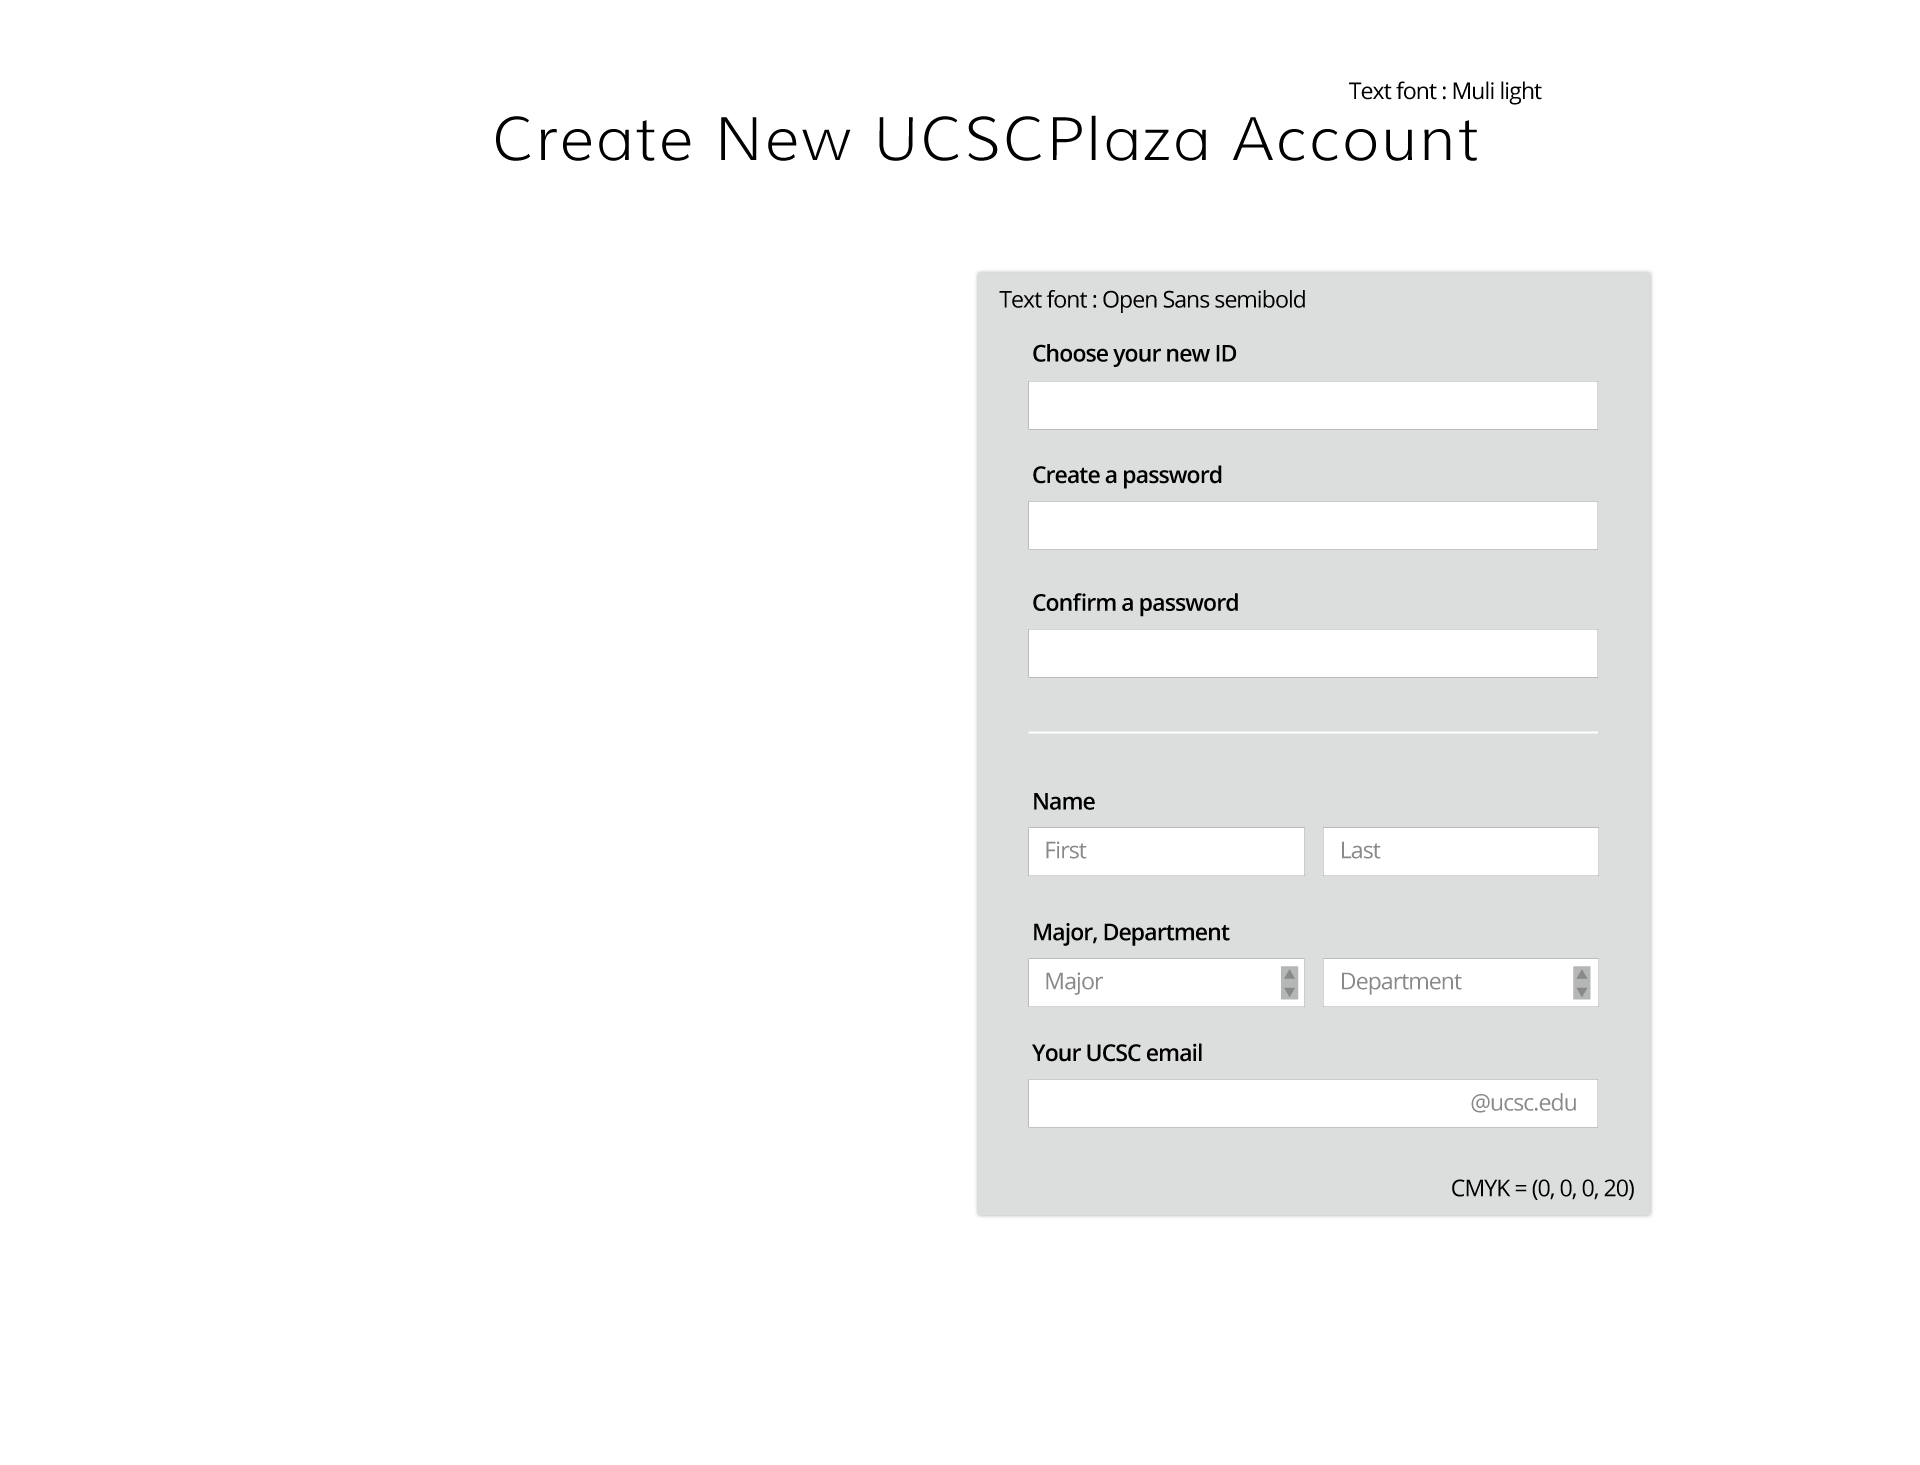 Text font : Muli light
Create New UCSCPlaza Account
Text font : Open Sans semibold
Choose your new ID
Create a password
Confirm a password
Name
First Last
Major, Department
Major Department
Your UCSC email
@ucsc.edu
CMYK = (0, 0, 0, 20)